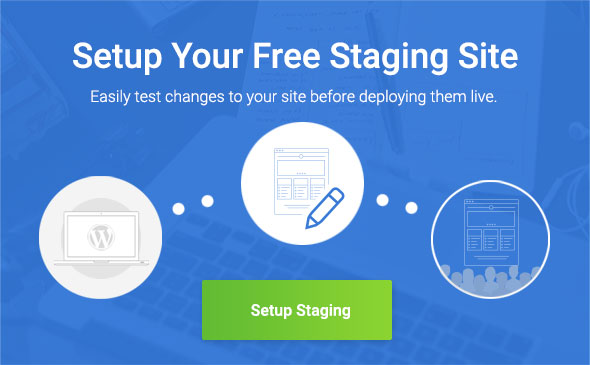 Setup Your Free Staging Site
Easily test changes to your site before deploying them live.
Setup Staging